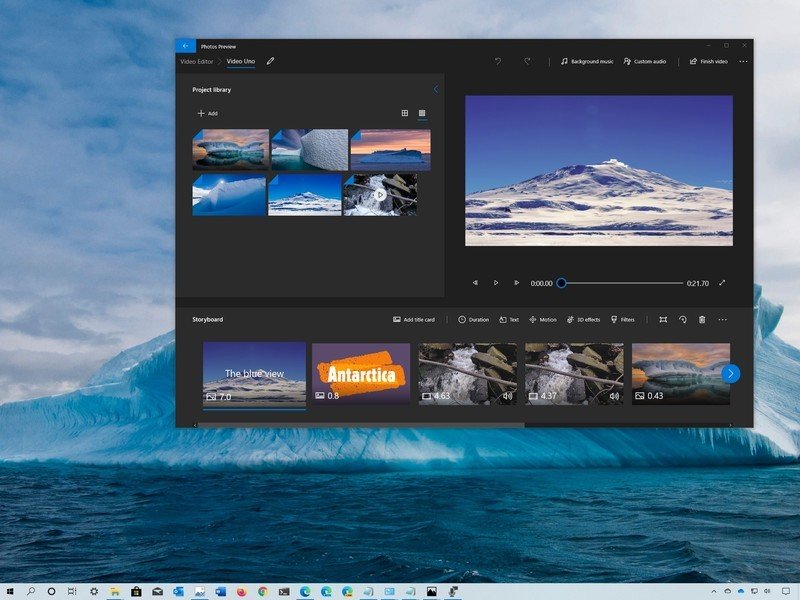 Photos Preview
Video Editor
Video Uno
Background music
Custom audio
Finish video
Project library
Add
0:00.00
0:21.70
Storyboard
Add title card
Duration
Text
Motion
3D effects
Filters
The blue view
7.0
Antarctica
0.8
4.63
4.37
0.43